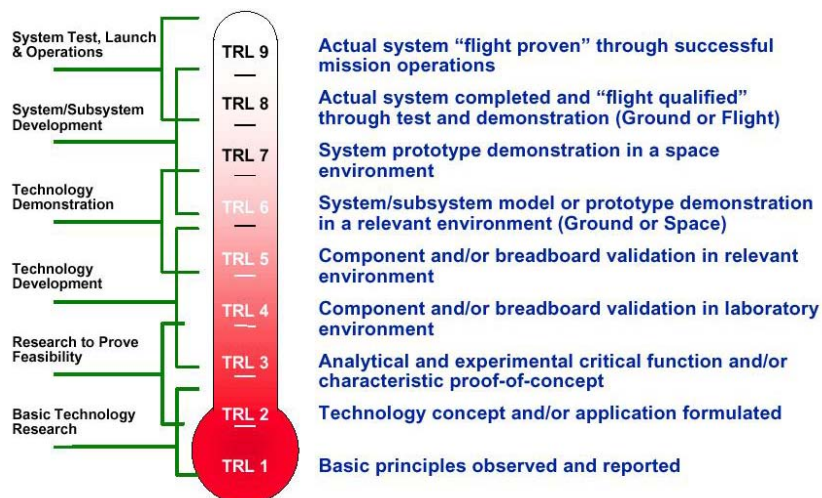 System Test, Launch
& Operations
System/Subsystem
Development
Technology
Demonstration
Technology
Development
Research to Prove
Feasibility
Basic Technology
Research
TRL 9
TRL 8
TRL 7
TRL 6
TRL 5
TRL 4
TRL 3
TRL 2
TRL 1
Actual system “flight proven” through successful
mission operations
Actual system completed and “flight qualified”
through test and demonstration (Ground or Flight)
System prototype demonstration in a space
environment
System/subsystem model or prototype demonstration
in a relevant environment (Ground or Space)
Component and/or breadboard validation in relevant
environment
Component and/or breadboard validation in laboratory
environment
Analytical and experimental critical function and/or
characteristic proof-of-concept
Technology concept and/or application formulated
Basic principles observed and reported